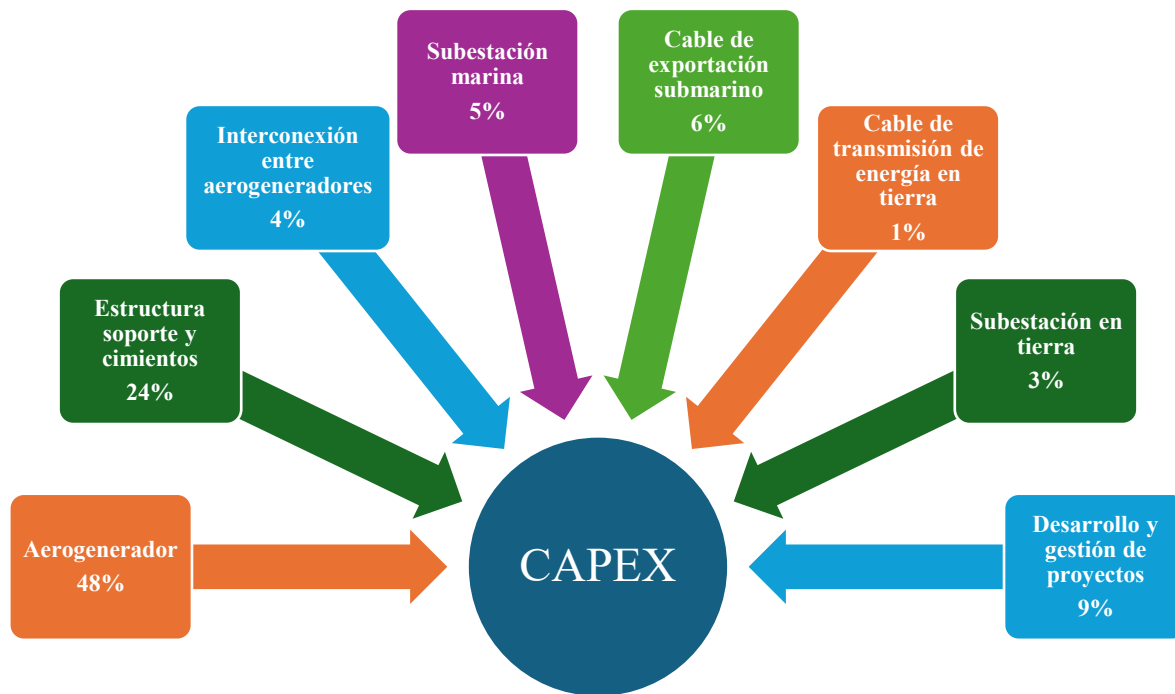 Subestación
marina
5%
Cable de
exportación
submarino
6%
Interconexión
entre
aerogeneradores
4%
Cable de
transmisión de
energía en
tierra
1%
Estructura
soporte y
cimientos
24%
Subestación en
tierra
3%
Aerogenerador
48%
Desarrollo y
gestión de
proyectos
9%
CAPEX